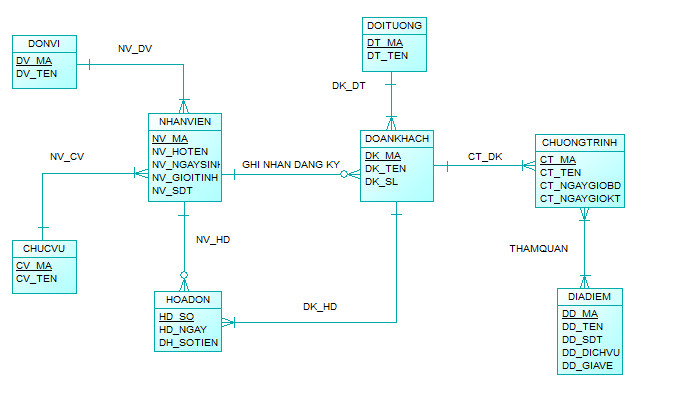 DOITUONG
DT_MA
DT_TEN
DONVI
DV_MA
DV_TEN
NV_DV
DK_DT
NHANVIEN
NV_MA
NV_HOTEN
NV_NGAYSINH
NV_GIOITINH
NV_SDT
DOANKHACH
DK_MA
DK_TEN
DK_SL
CHUONGTRINH
CT_MA
CT_TEN
CT_NGAYGIOBD
CT_NGAYGIOKT
NV_CV
GHI NHAN DANG KY
CT_DK
CHUCVU
CV_MA
CV_TEN
NV_HD
THAMQUAN
HOADON
HD_SO
HD_NGAY
DH_SOTIEN
DK_HD
DIADIEM
DD_MA
DD_TEN
DD_SDT
DD_DICHVU
DD_GIAVE